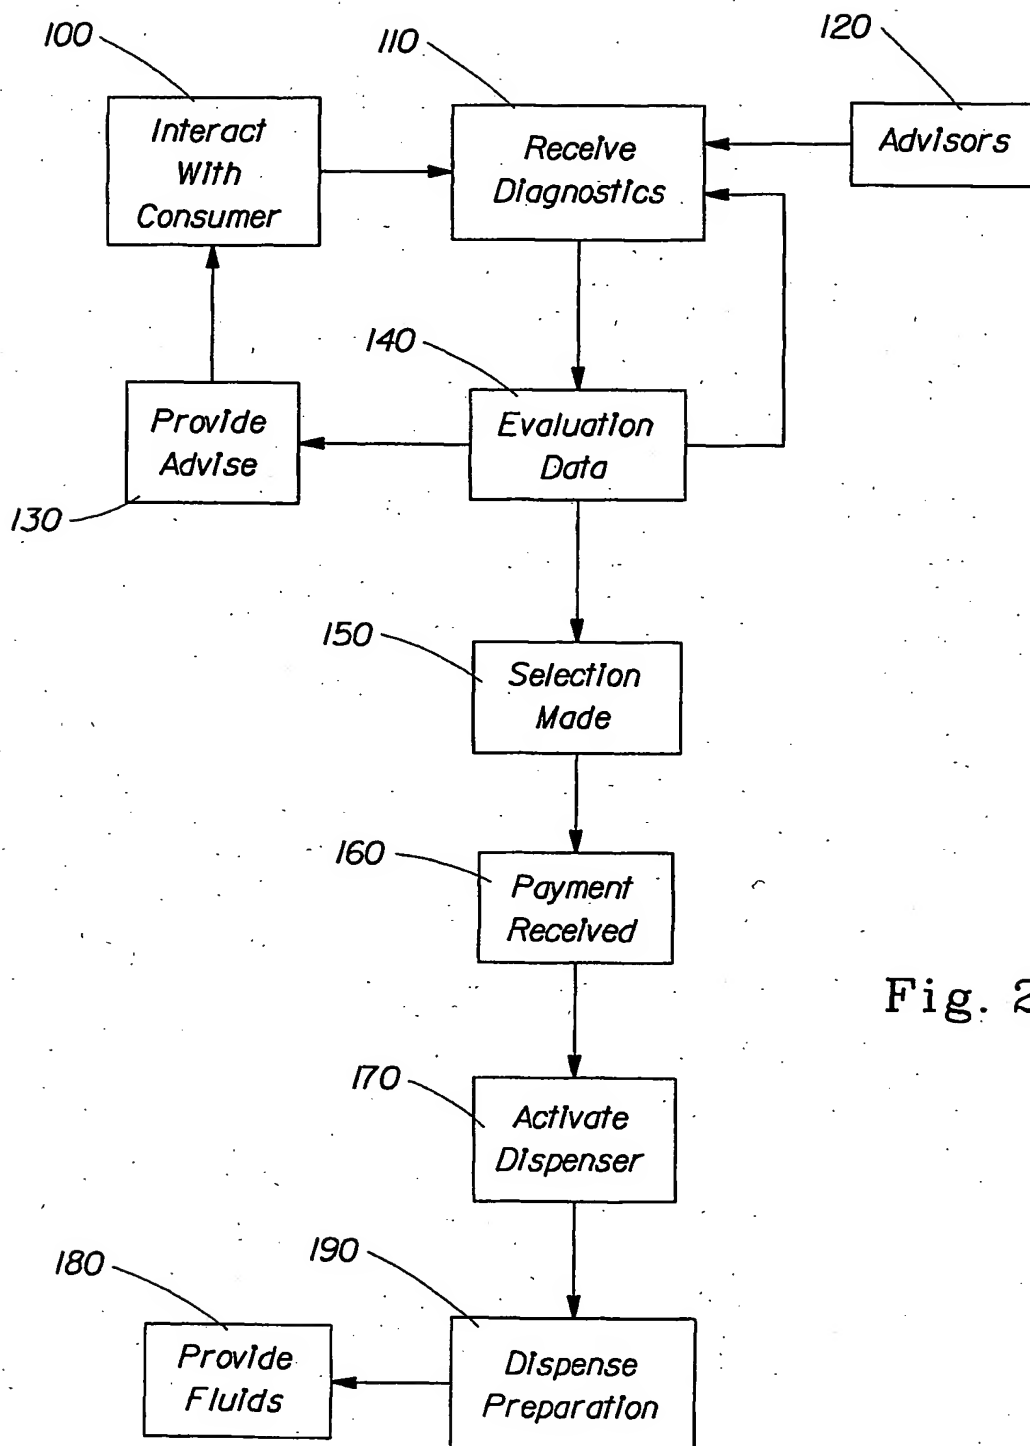 100
110
120
Interact
With
Consumer
Receive
Diagnostics
Advisors
140
Provide
Advise
Evaluation
Data
130
150
Selection
Made
160
Payment
Received
Fig. 2
170
Activate
Dispenser
180
190
Provide
Fluids
Dispense
Preparation